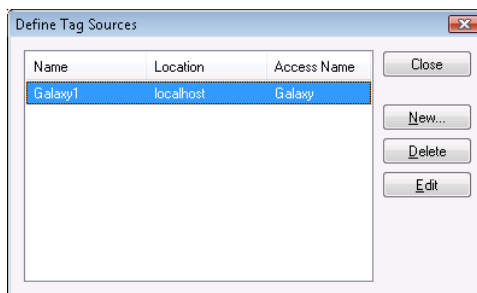 Define Tag Sources
Name Location Access Name Close
Galaxy1 localhost Galaxy
New...
Delete
Edit